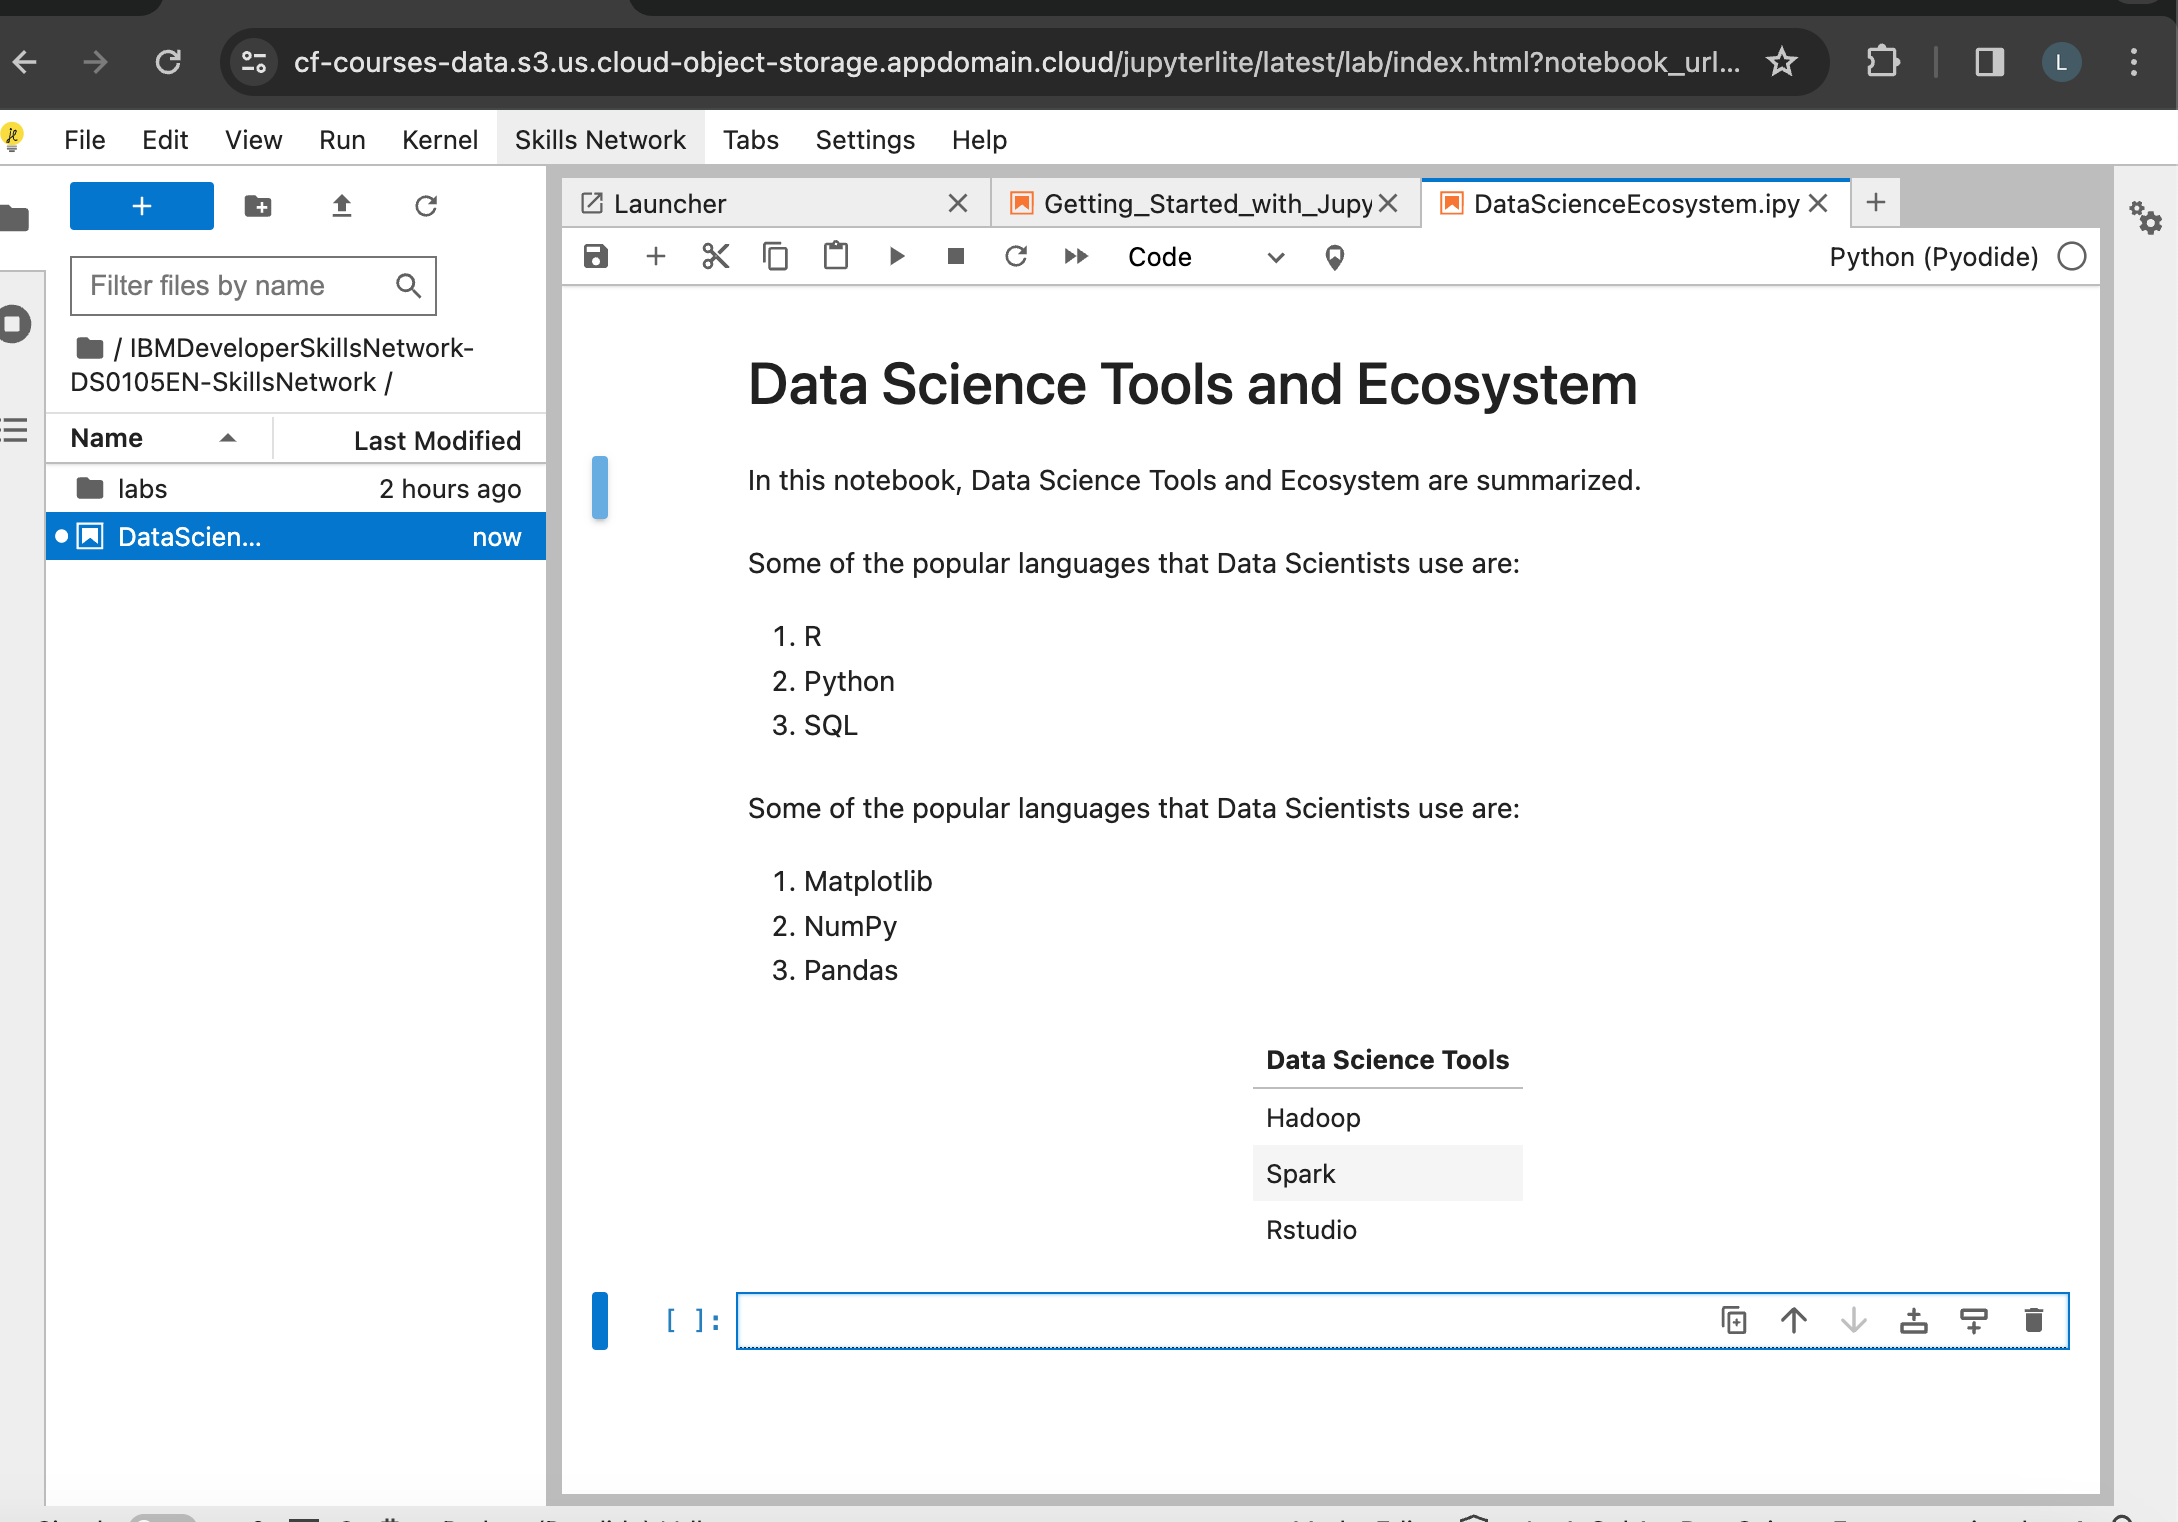 cf-courses-data.s3.us.cloud-object-storage.appdomain.cloud/jupyterlite/latest/lab/index.html?notebook_url...
L
File Edit View Run Kernel Skills Network Tabs Settings Help
Launcher
Getting_Started_with_Jupy
DataScienceEcosystem.ipy
Filter files by name
Code
Python (Pyodide)
/ IBMDeveloperSkillsNetwork-
DS0105EN-SkillsNetwork /
Name Last Modified
labs 2 hours ago
DataScien... now
Data Science Tools and Ecosystem
In this notebook, Data Science Tools and Ecosystem are summarized.
Some of the popular languages that Data Scientists use are:
1. R
2. Python
3. SQL
Some of the popular languages that Data Scientists use are:
1. Matplotlib
2. NumPy
3. Pandas
Data Science Tools
Hadoop
Spark
Rstudio
[ ]: